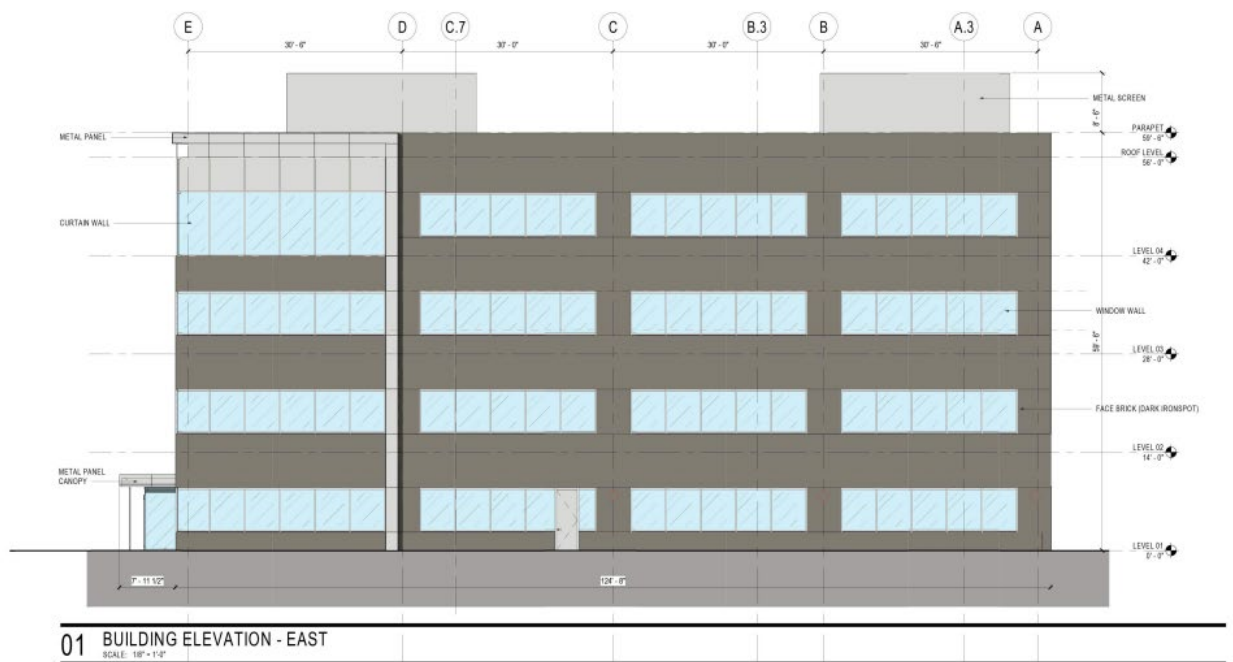 E D C.7 C B.3 B A.3 A
30' - 6" 30' - 0" 30' - 0" 30' - 6"
METAL SCREEN
8' - 6"
METAL PANEL
PARAPET
59' - 6"
ROOF LEVEL
56' - 0"
CURTAIN WALL
LEVEL 04
42' - 0"
WINDOW WALL
59' - 6"
LEVEL 03
28' - 0"
FACE BRICK (DARK IRONSPOT)
LEVEL 02
14' - 0"
METAL PANEL
CANOPY
LEVEL 01
0' - 0"
7' - 11 1/2" 124' - 8"
01 BUILDING ELEVATION - EAST
SCALE: 1/8" = 1'-0"